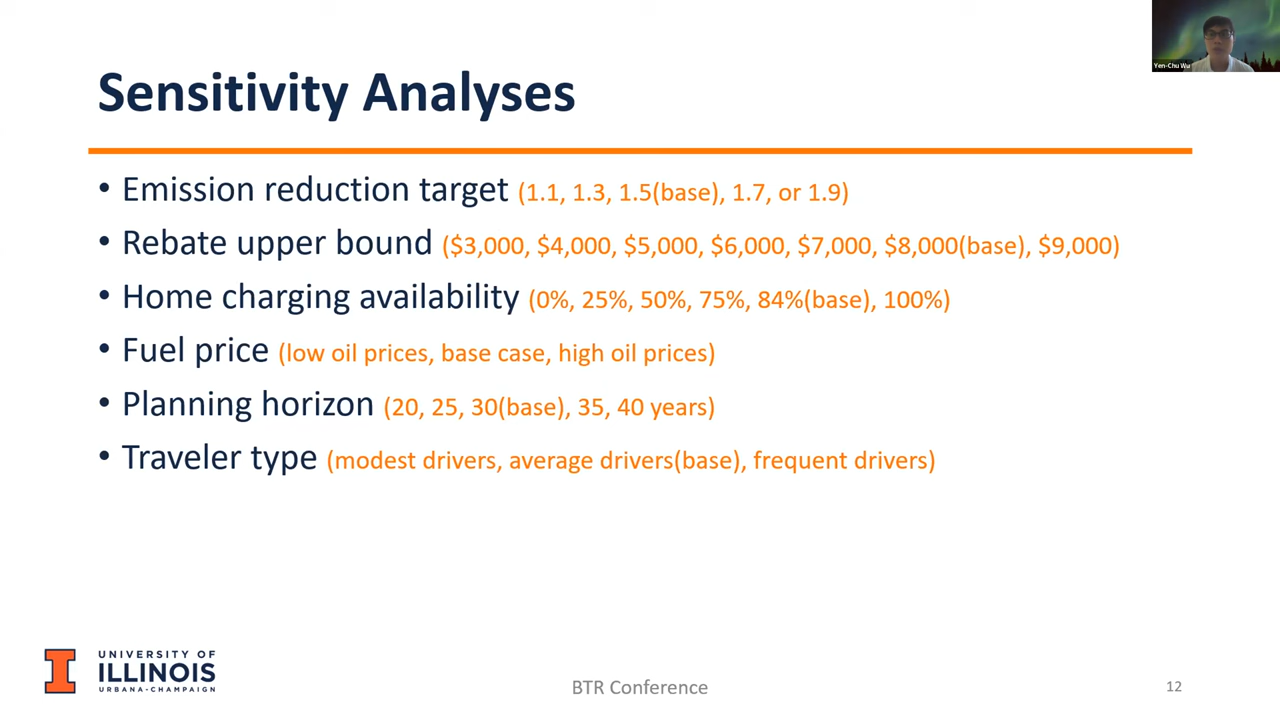 Yen-Chu Wu
Sensitivity Analyses
• Emission reduction target (1.1, 1.3, 1.5(base), 1.7, or 1.9)
• Rebate upper bound ($3,000, $4,000, $5,000, $6,000, $7,000, $8,000(base), $9,000)
• Home charging availability (0%, 25%, 50%, 75%, 84%(base), 100%)
• Fuel price (low oil prices, base case, high oil prices)
• Planning horizon (20, 25, 30(base), 35, 40 years)
• Traveler type (modest drivers, average drivers(base), frequent drivers)
UNIVERSITY OF
ILLINOIS
URBANA-CHAMPAIGN
BTR Conference
12